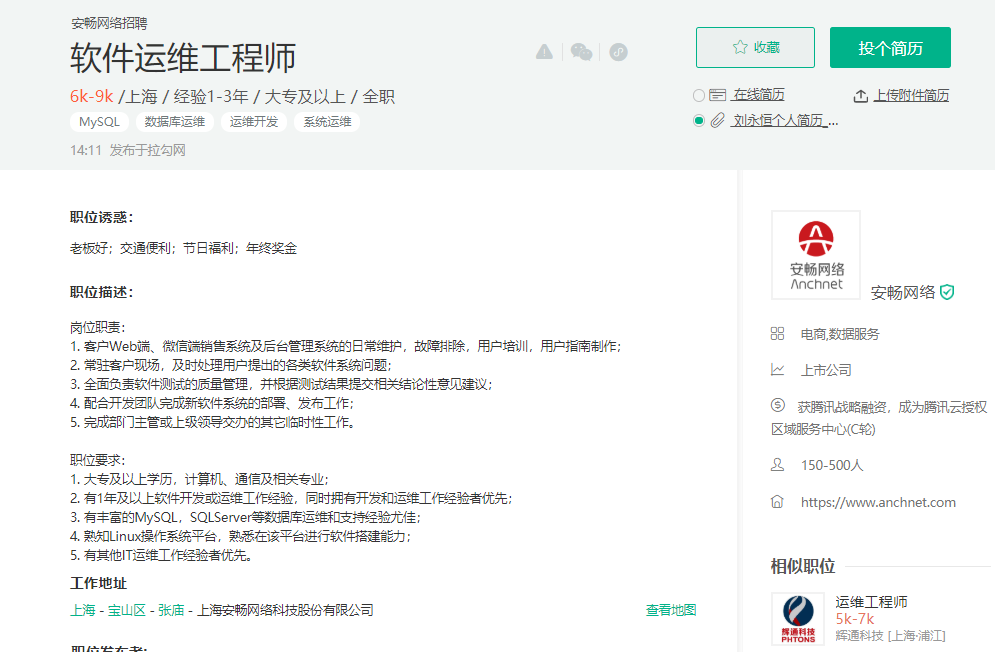 安畅网络招聘
软件运维工程师
6k-9k /上海 / 经验1-3年 / 大专及以上 / 全职
MySQL 数据库运维 运维开发 系统运维
14:11 发布于拉勾网
收藏
投个简历
在线简历
上传附件简历
刘永恒个人简历_...
职位诱惑：
老板好；交通便利；节日福利；年终奖金
职位描述：
岗位职责：
1. 客户Web端、微信端销售系统及后台管理系统的日常维护，故障排除，用户培训，用户指南制作；
2. 常驻客户现场，及时处理用户提出的各类软件系统问题；
3. 全面负责软件测试的质量管理，并根据测试结果提交相关结论性意见建议；
4. 配合开发团队完成新软件系统的部署、发布工作；
5. 完成部门主管或上级领导交办的其它临时性工作。
职位要求：
1. 大专及以上学历，计算机、通信及相关专业；
2. 有1年及以上软件开发或运维工作经验，同时拥有开发和运维工作经验者优先；
3. 有丰富的MySQL，SQLServer等数据库运维和支持经验尤佳；
4. 熟知Linux操作系统平台，熟悉在该平台进行软件搭建能力；
5. 有其他IT运维工作经验者优先。
工作地址
上海 - 宝山区 - 张庙 - 上海安畅网络科技股份有限公司
查看地图
职位发布者：
安畅网络
Anchnet
安畅网络
电商,数据服务
上市公司
获腾讯战略融资，成为腾讯云授权
区域服务中心(C轮)
150-500人
https://www.anchnet.com
相似职位
辉通科技
PHTONS
运维工程师
5k-7k
辉通科技 [上海·浦江]